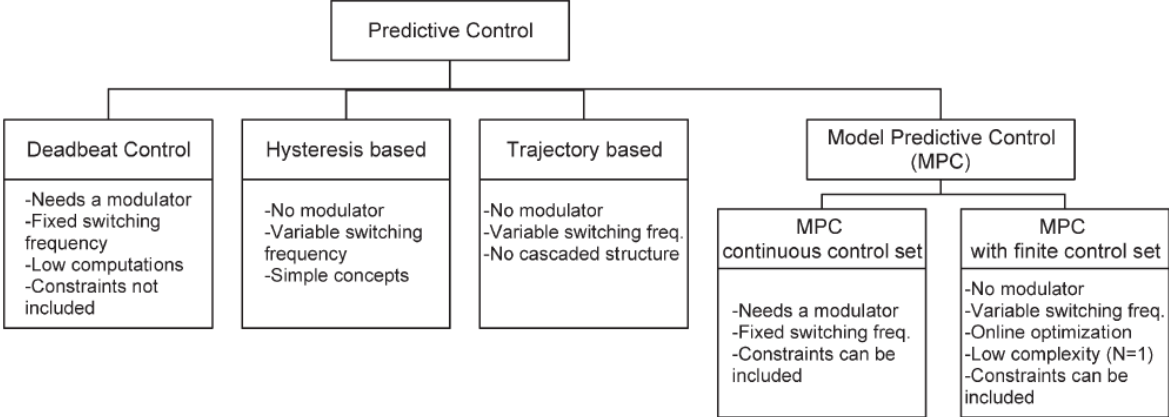 Predictive Control
Deadbeat Control
-Needs a modulator
-Fixed switching
frequency
-Low computations
-Constraints not
included
Hysteresis based
-No modulator
-Variable switching
frequency
-Simple concepts
Trajectory based
-No modulator
-Variable switching freq.
-No cascaded structure
Model Predictive Control
(MPC)
MPC
continuous control set
-Needs a modulator
-Fixed switching freq.
-Constraints can be
included
MPC
with finite control set
-No modulator
-Variable switching freq.
-Online optimization
-Low complexity (N=1)
-Constraints can be
included